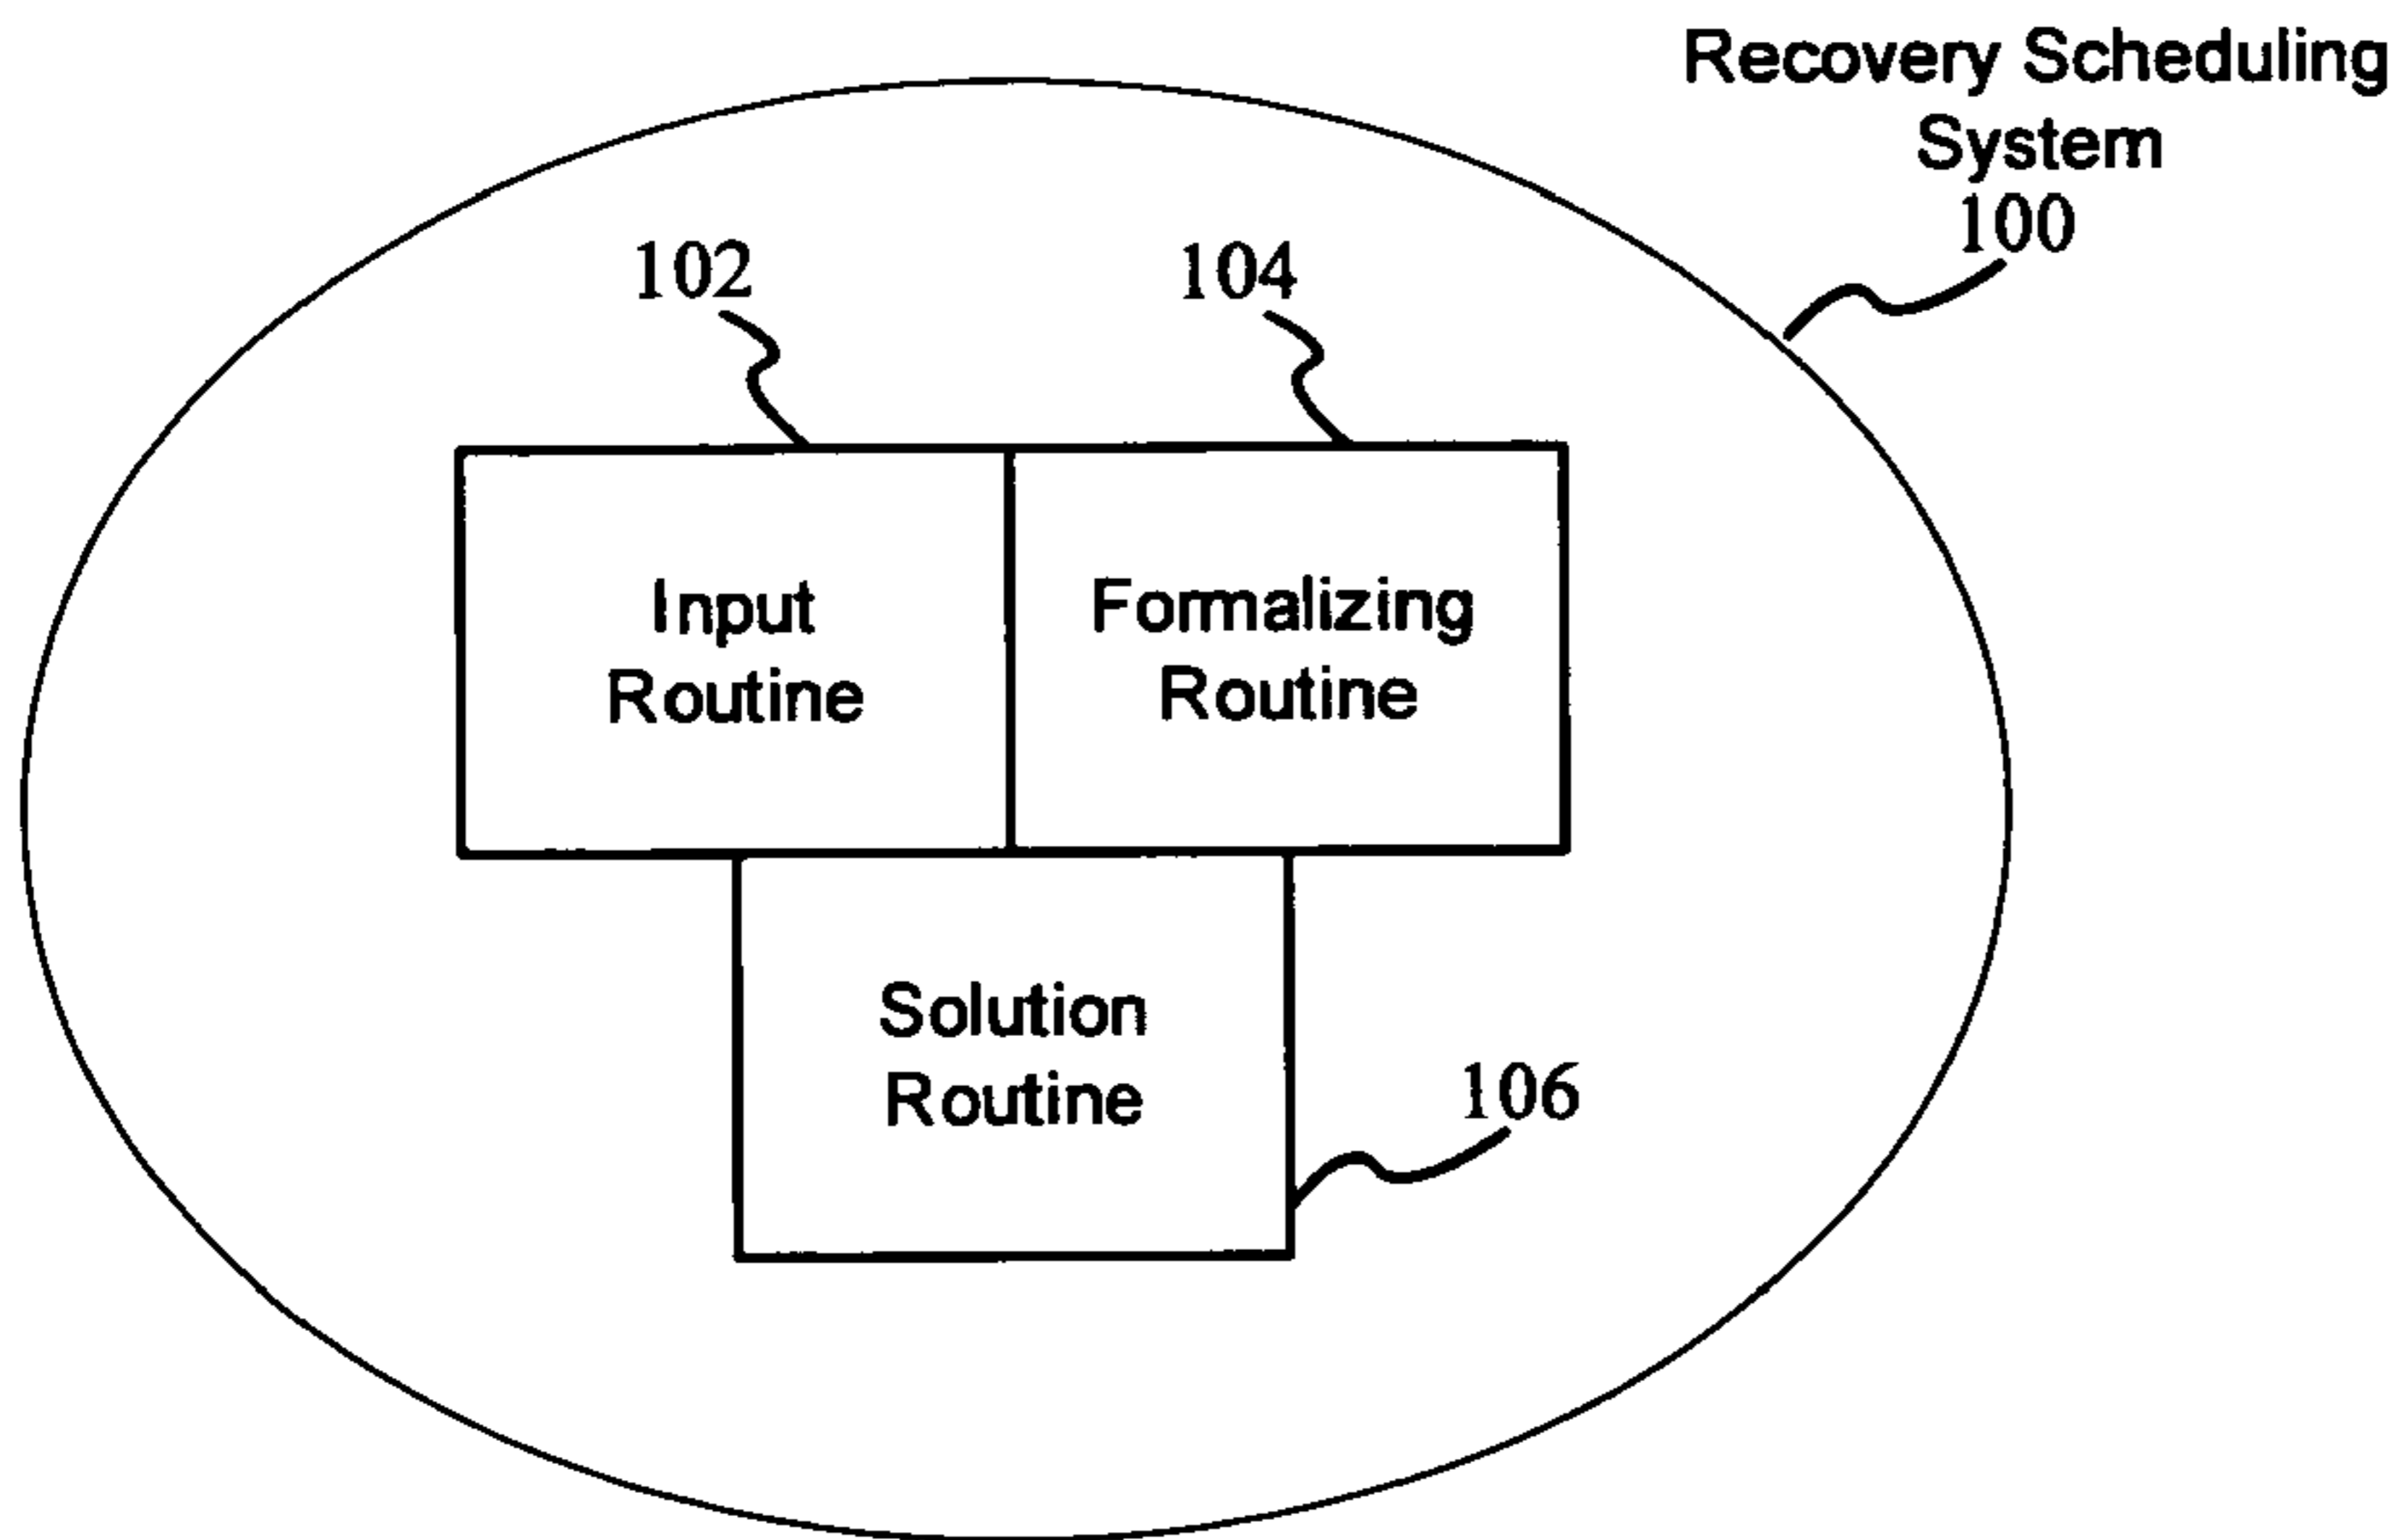 Recovery Scheduling
System
100
102
104
Input
Routine
Formalizing
Routine
Solution
Routine
106